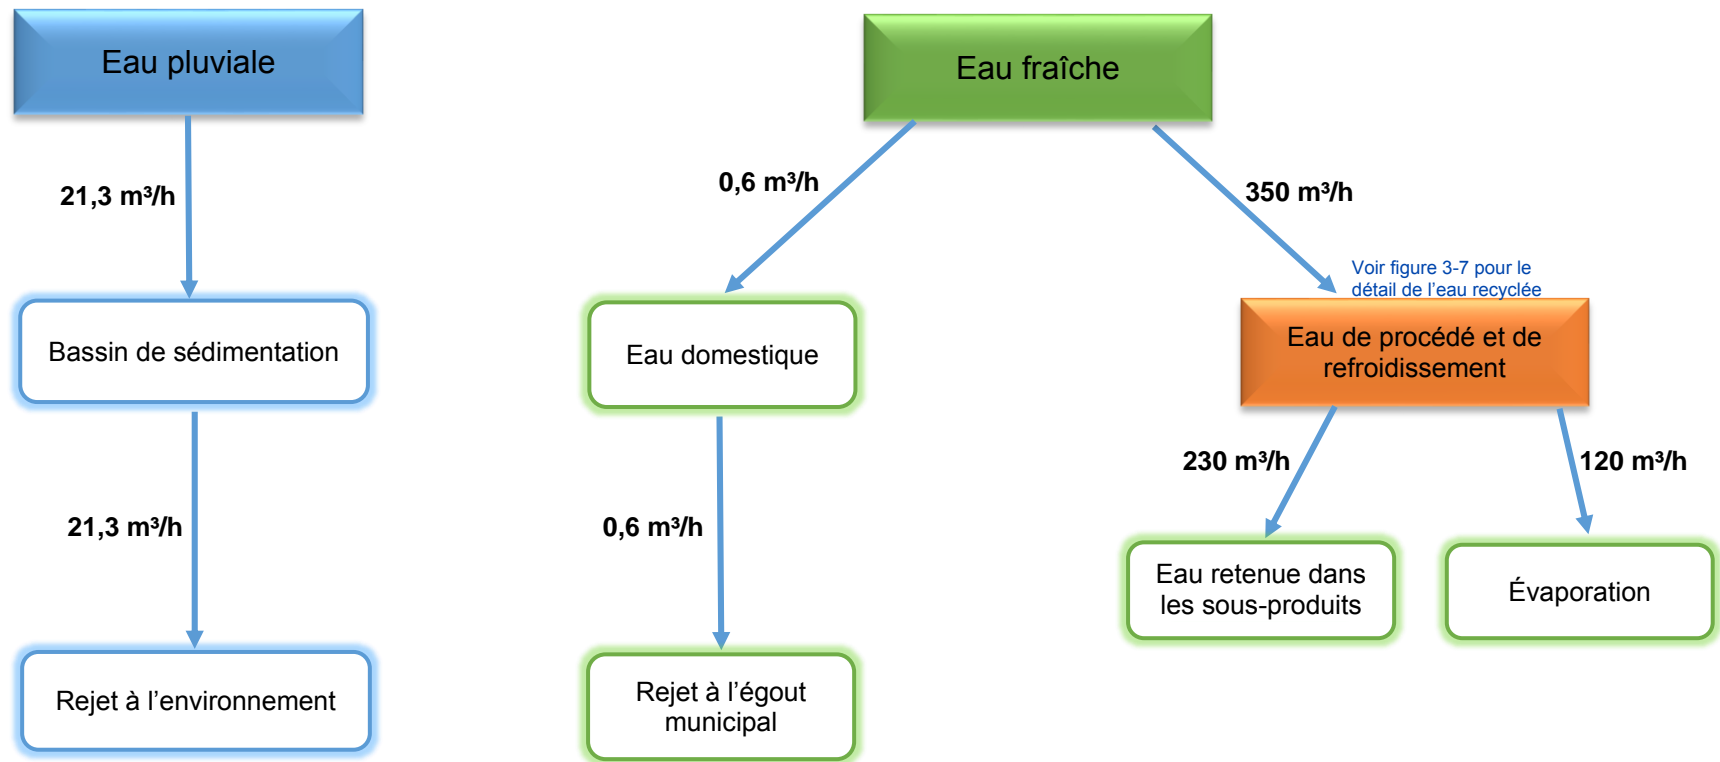 Eau pluviale
Eau fraîche
21,3 m³/h
0,6 m³/h
350 m³/h
Voir figure 3-7 pour le
détail de l’eau recyclée
Bassin de sédimentation
Eau domestique
Eau de procédé et de
refroidissement
21,3 m³/h
0,6 m³/h
230 m³/h
120 m³/h
Eau retenue dans
les sous-produits
Évaporation
Rejet à l’environnement
Rejet à l’égout
municipal